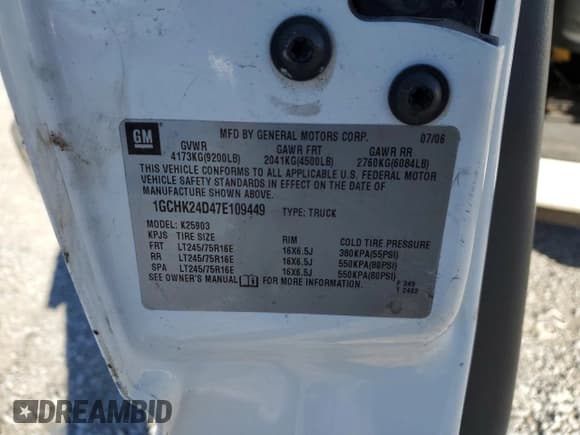 GM
MFD BY GENERAL MOTORS CORP. 07/06
GVWR GAWR FRT GAWR RR
4173KG(9200LB) 2041KG(4500LB) 2760KG(6084LB)
THIS VEHICLE CONFORMS TO ALL APPLICABLE U.S. FEDERAL MOTOR
VEHICLE SAFETY STANDARDS IN EFFECT ON THE DATE OF
MANUFACTURE SHOWN ABOVE.
1GCHK24D47E109449 TYPE: TRUCK
MODEL: K25903
KPJS TIRE SIZE RIM COLD TIRE PRESSURE
FRT LT245/75R16E 16X6.5J 380KPA(55PSI)
RR LT245/75R16E 16X6.5J 550KPA(80PSI)
SPA LT245/75R16E 16X6.5J 550KPA(80PSI)
SEE OWNER'S MANUAL FOR MORE INFORMATION.
DREAMBID